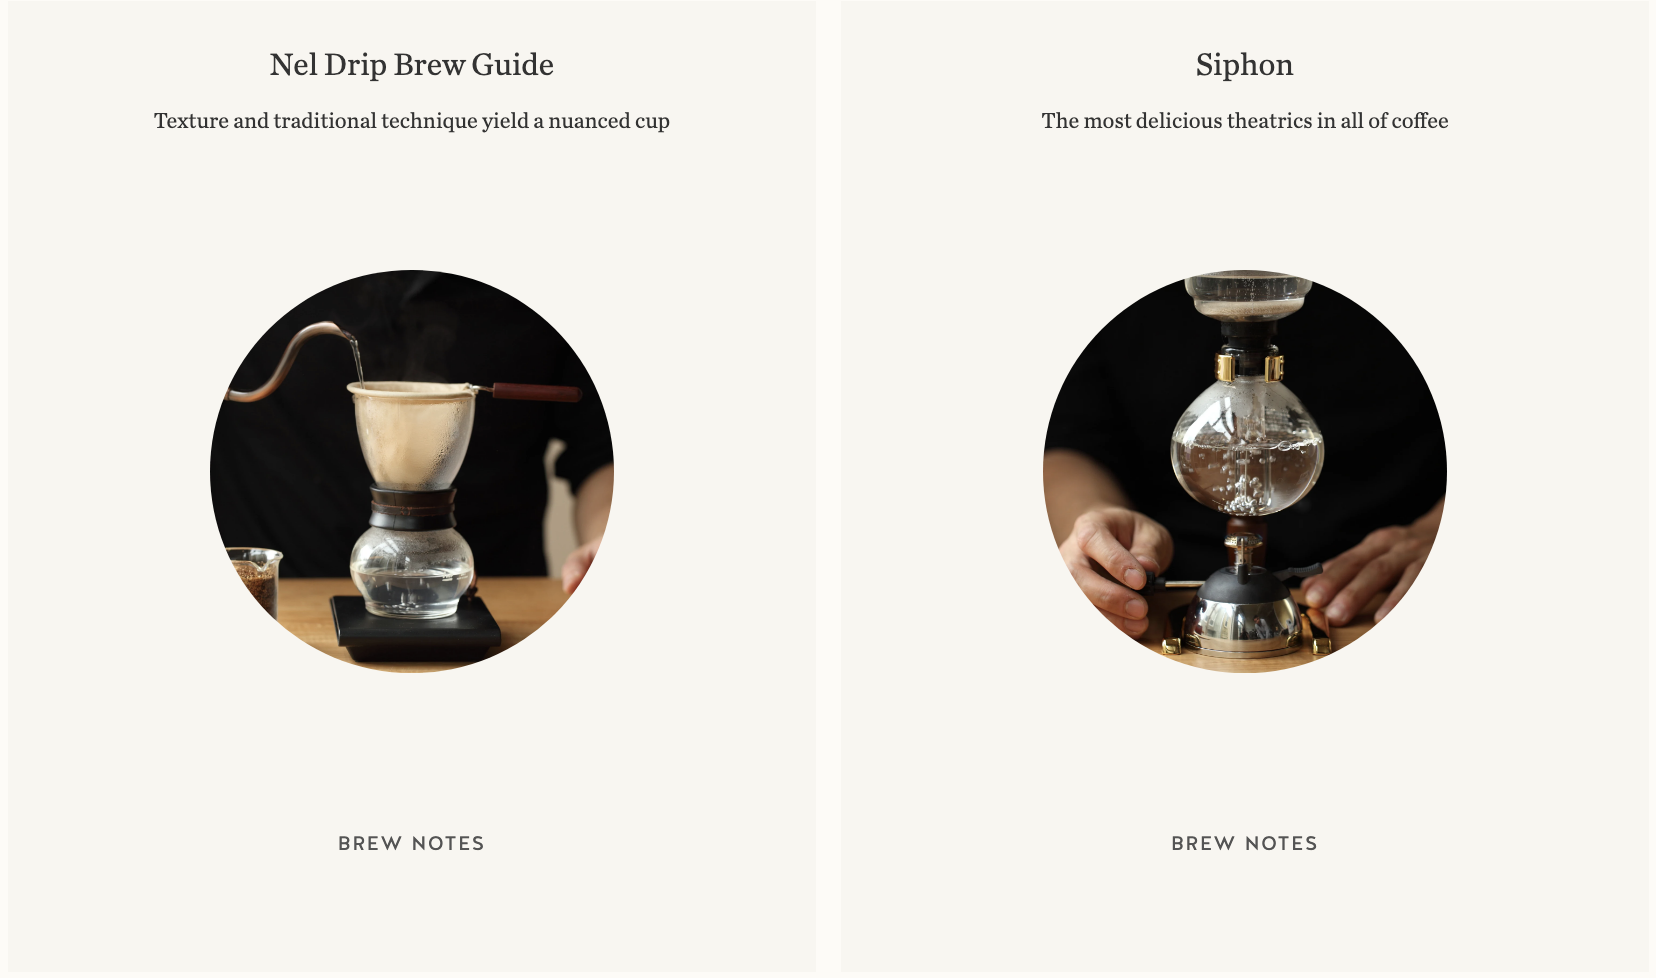 Nel Drip Brew Guide
Texture and traditional technique yield a nuanced cup
BREW NOTES
Siphon
The most delicious theatrics in all of coffee
BREW NOTES